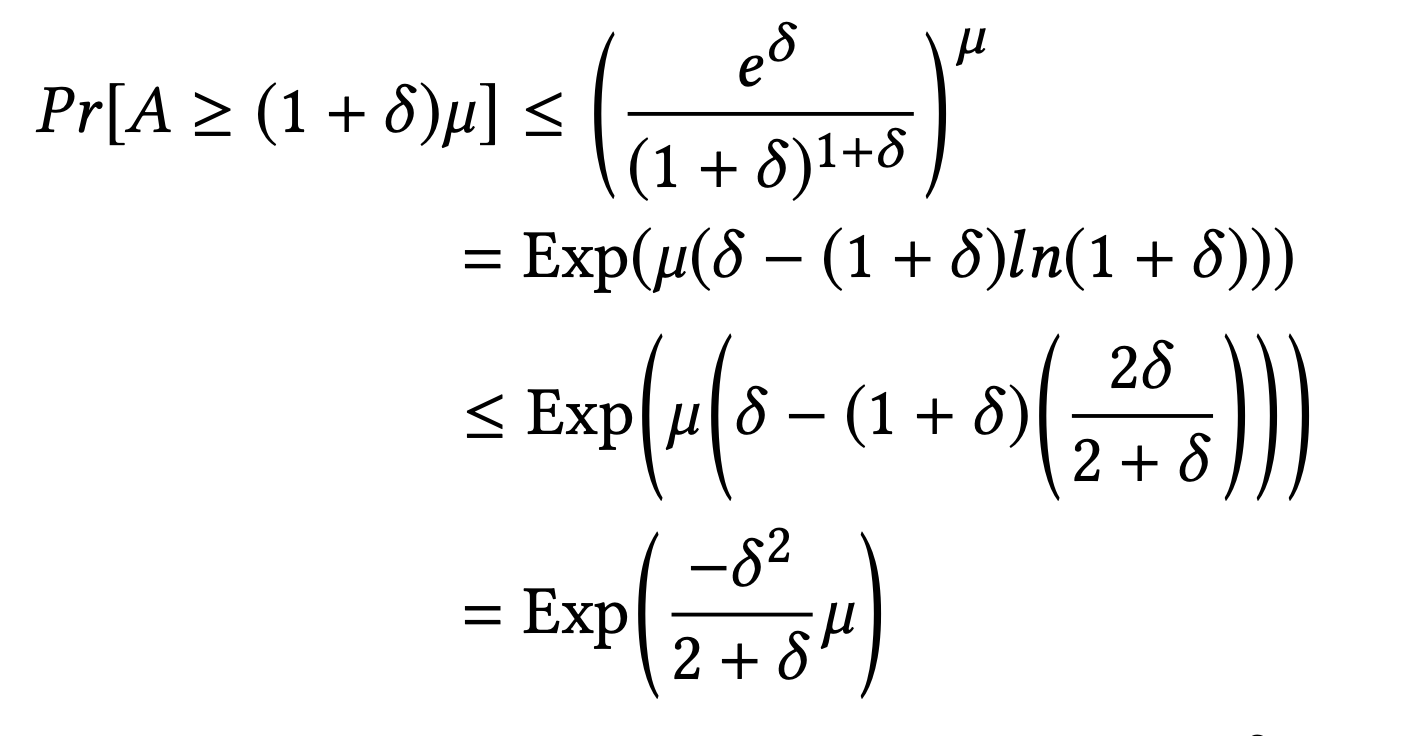 Pr[A ≥ (1 + δ)μ] ≤ (e^δ / (1 + δ)^{1+δ})^μ
= Exp(μ(δ − (1 + δ)ln(1 + δ)))
≤ Exp(μ(δ − (1 + δ)(2δ / (2 + δ))))
= Exp(−δ^2 / (2 + δ) μ)